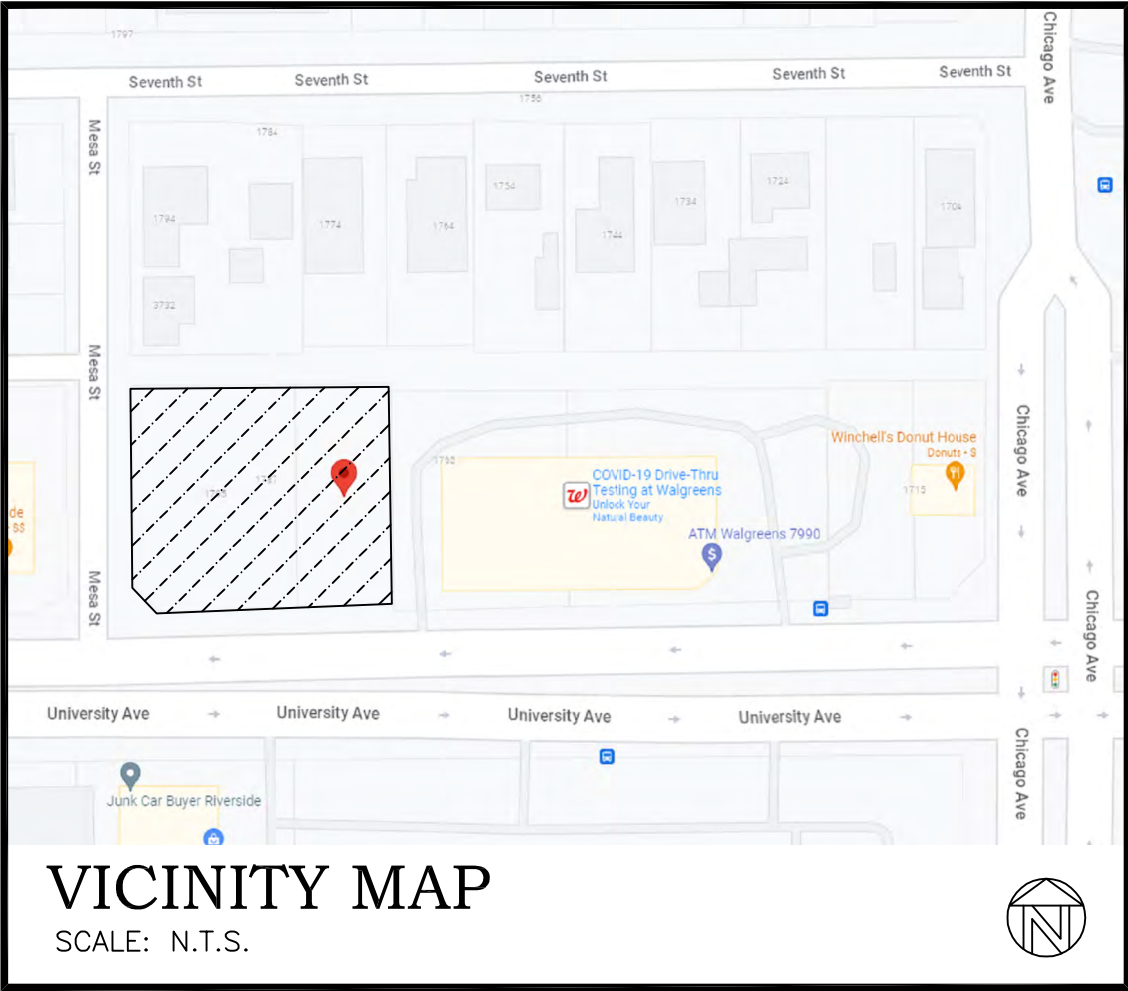 1797
Seventh St
Seventh St
Seventh St
Seventh St
Seventh St
Chicago Ave
1756
Mesa St
1784
1794
1774
1764
1754
1744
1734
1724
1704
3732
Mesa St
Chicago Ave
Winchell's Donut House
Donuts • $
1715
1782
COVID-19 Drive-Thru
Testing at Walgreens
Unlock Your
Natural Beauty
ATM Walgreens 7990
de
• $$
Mesa St
Chicago Ave
University Ave
University Ave
University Ave
University Ave
Chicago Ave
Junk Car Buyer Riverside
VICINITY MAP
SCALE: N.T.S.
N